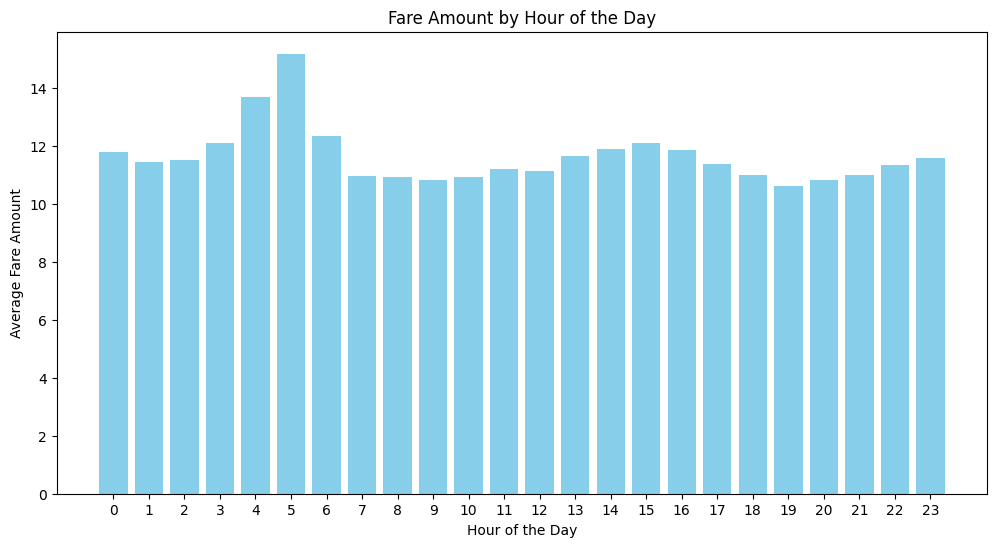 Fare Amount by Hour of the Day
Average Fare Amount
14
12
10
8
6
4
2
0
0 1 2 3 4 5 6 7 8 9 10 11 12 13 14 15 16 17 18 19 20 21 22 23
Hour of the Day